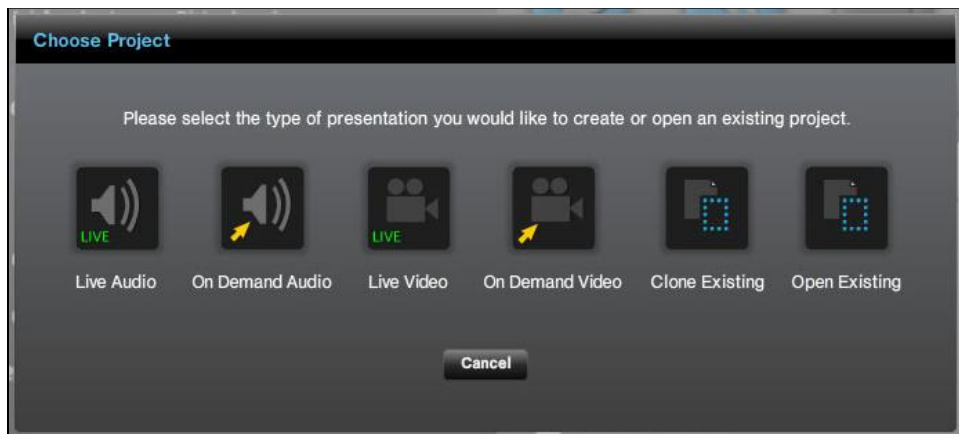 Choose Project
Please select the type of presentation you would like to create or open an existing project.
LIVE LIVE
Live Audio On Demand Audio Live Video On Demand Video Clone Existing Open Existing
Cancel